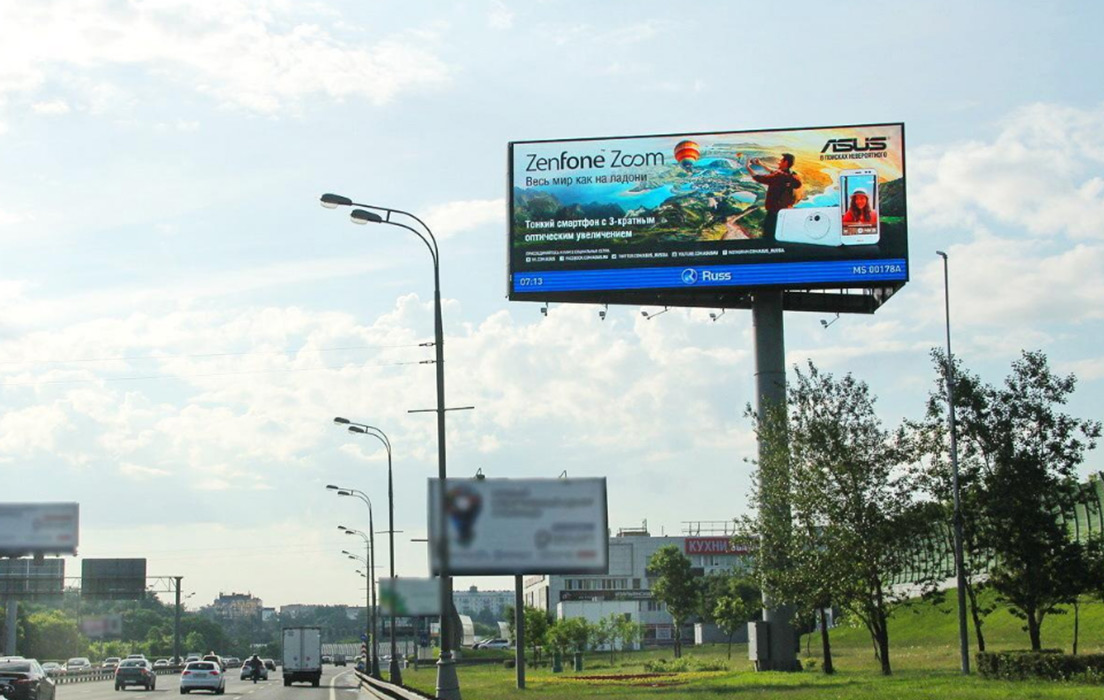 ZenFone Zoom
Весь мир как на ладони
ASUS
В ПОИСКАХ НЕВЕРОЯТНОГО
Тонкий смартфон с 3-кратным
оптическим увеличением
07:13
Russ
MS 00178A
КУХНИ